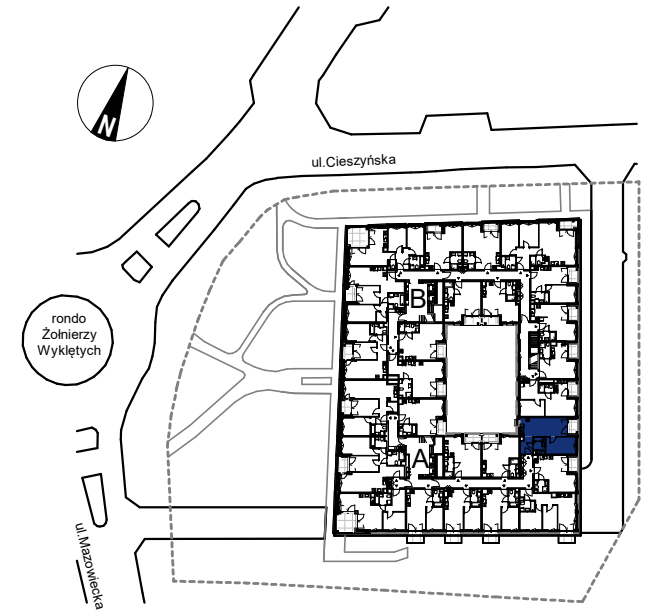 N
ul.Cieszyńska
rondo
Żołnierzy
Wyklętych
B
A
ul.Mazowiecka